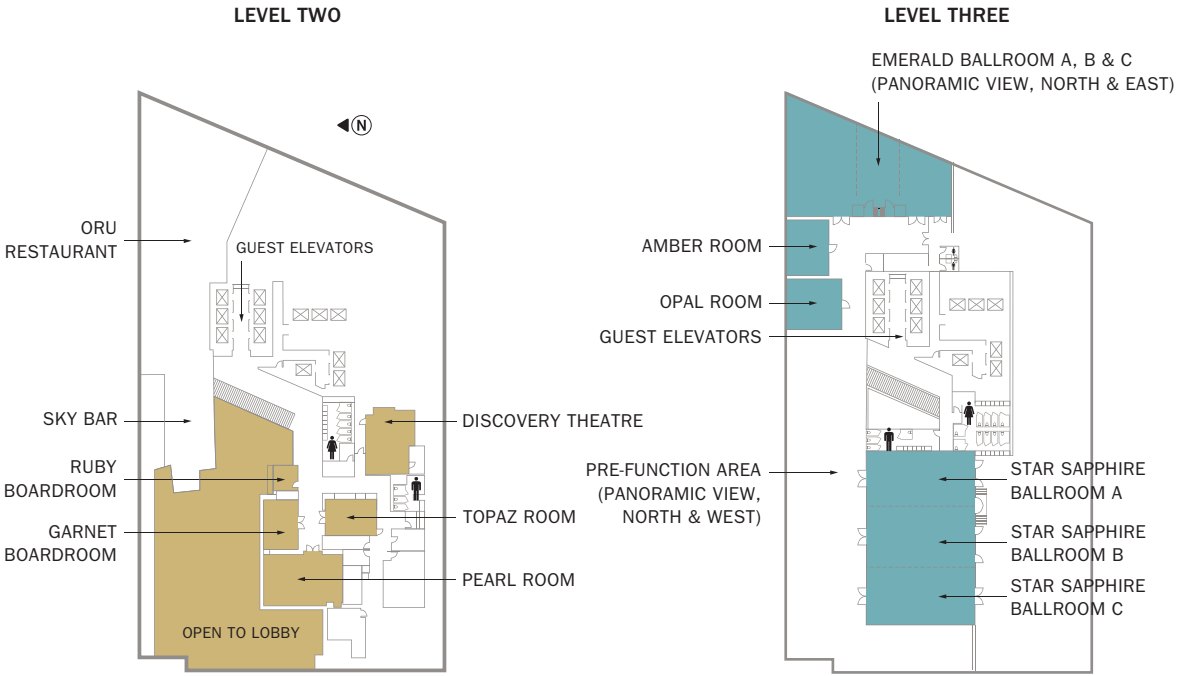 LEVEL TWO
N
ORU
RESTAURANT
GUEST ELEVATORS
SKY BAR
DISCOVERY THEATRE
RUBY
BOARDROOM
GARNET
BOARDROOM
TOPAZ ROOM
PEARL ROOM
OPEN TO LOBBY
LEVEL THREE
EMERALD BALLROOM A, B & C
(PANORAMIC VIEW, NORTH & EAST)
AMBER ROOM
OPAL ROOM
GUEST ELEVATORS
PRE-FUNCTION AREA
(PANORAMIC VIEW,
NORTH & WEST)
STAR SAPPHIRE
BALLROOM A
STAR SAPPHIRE
BALLROOM B
STAR SAPPHIRE
BALLROOM C